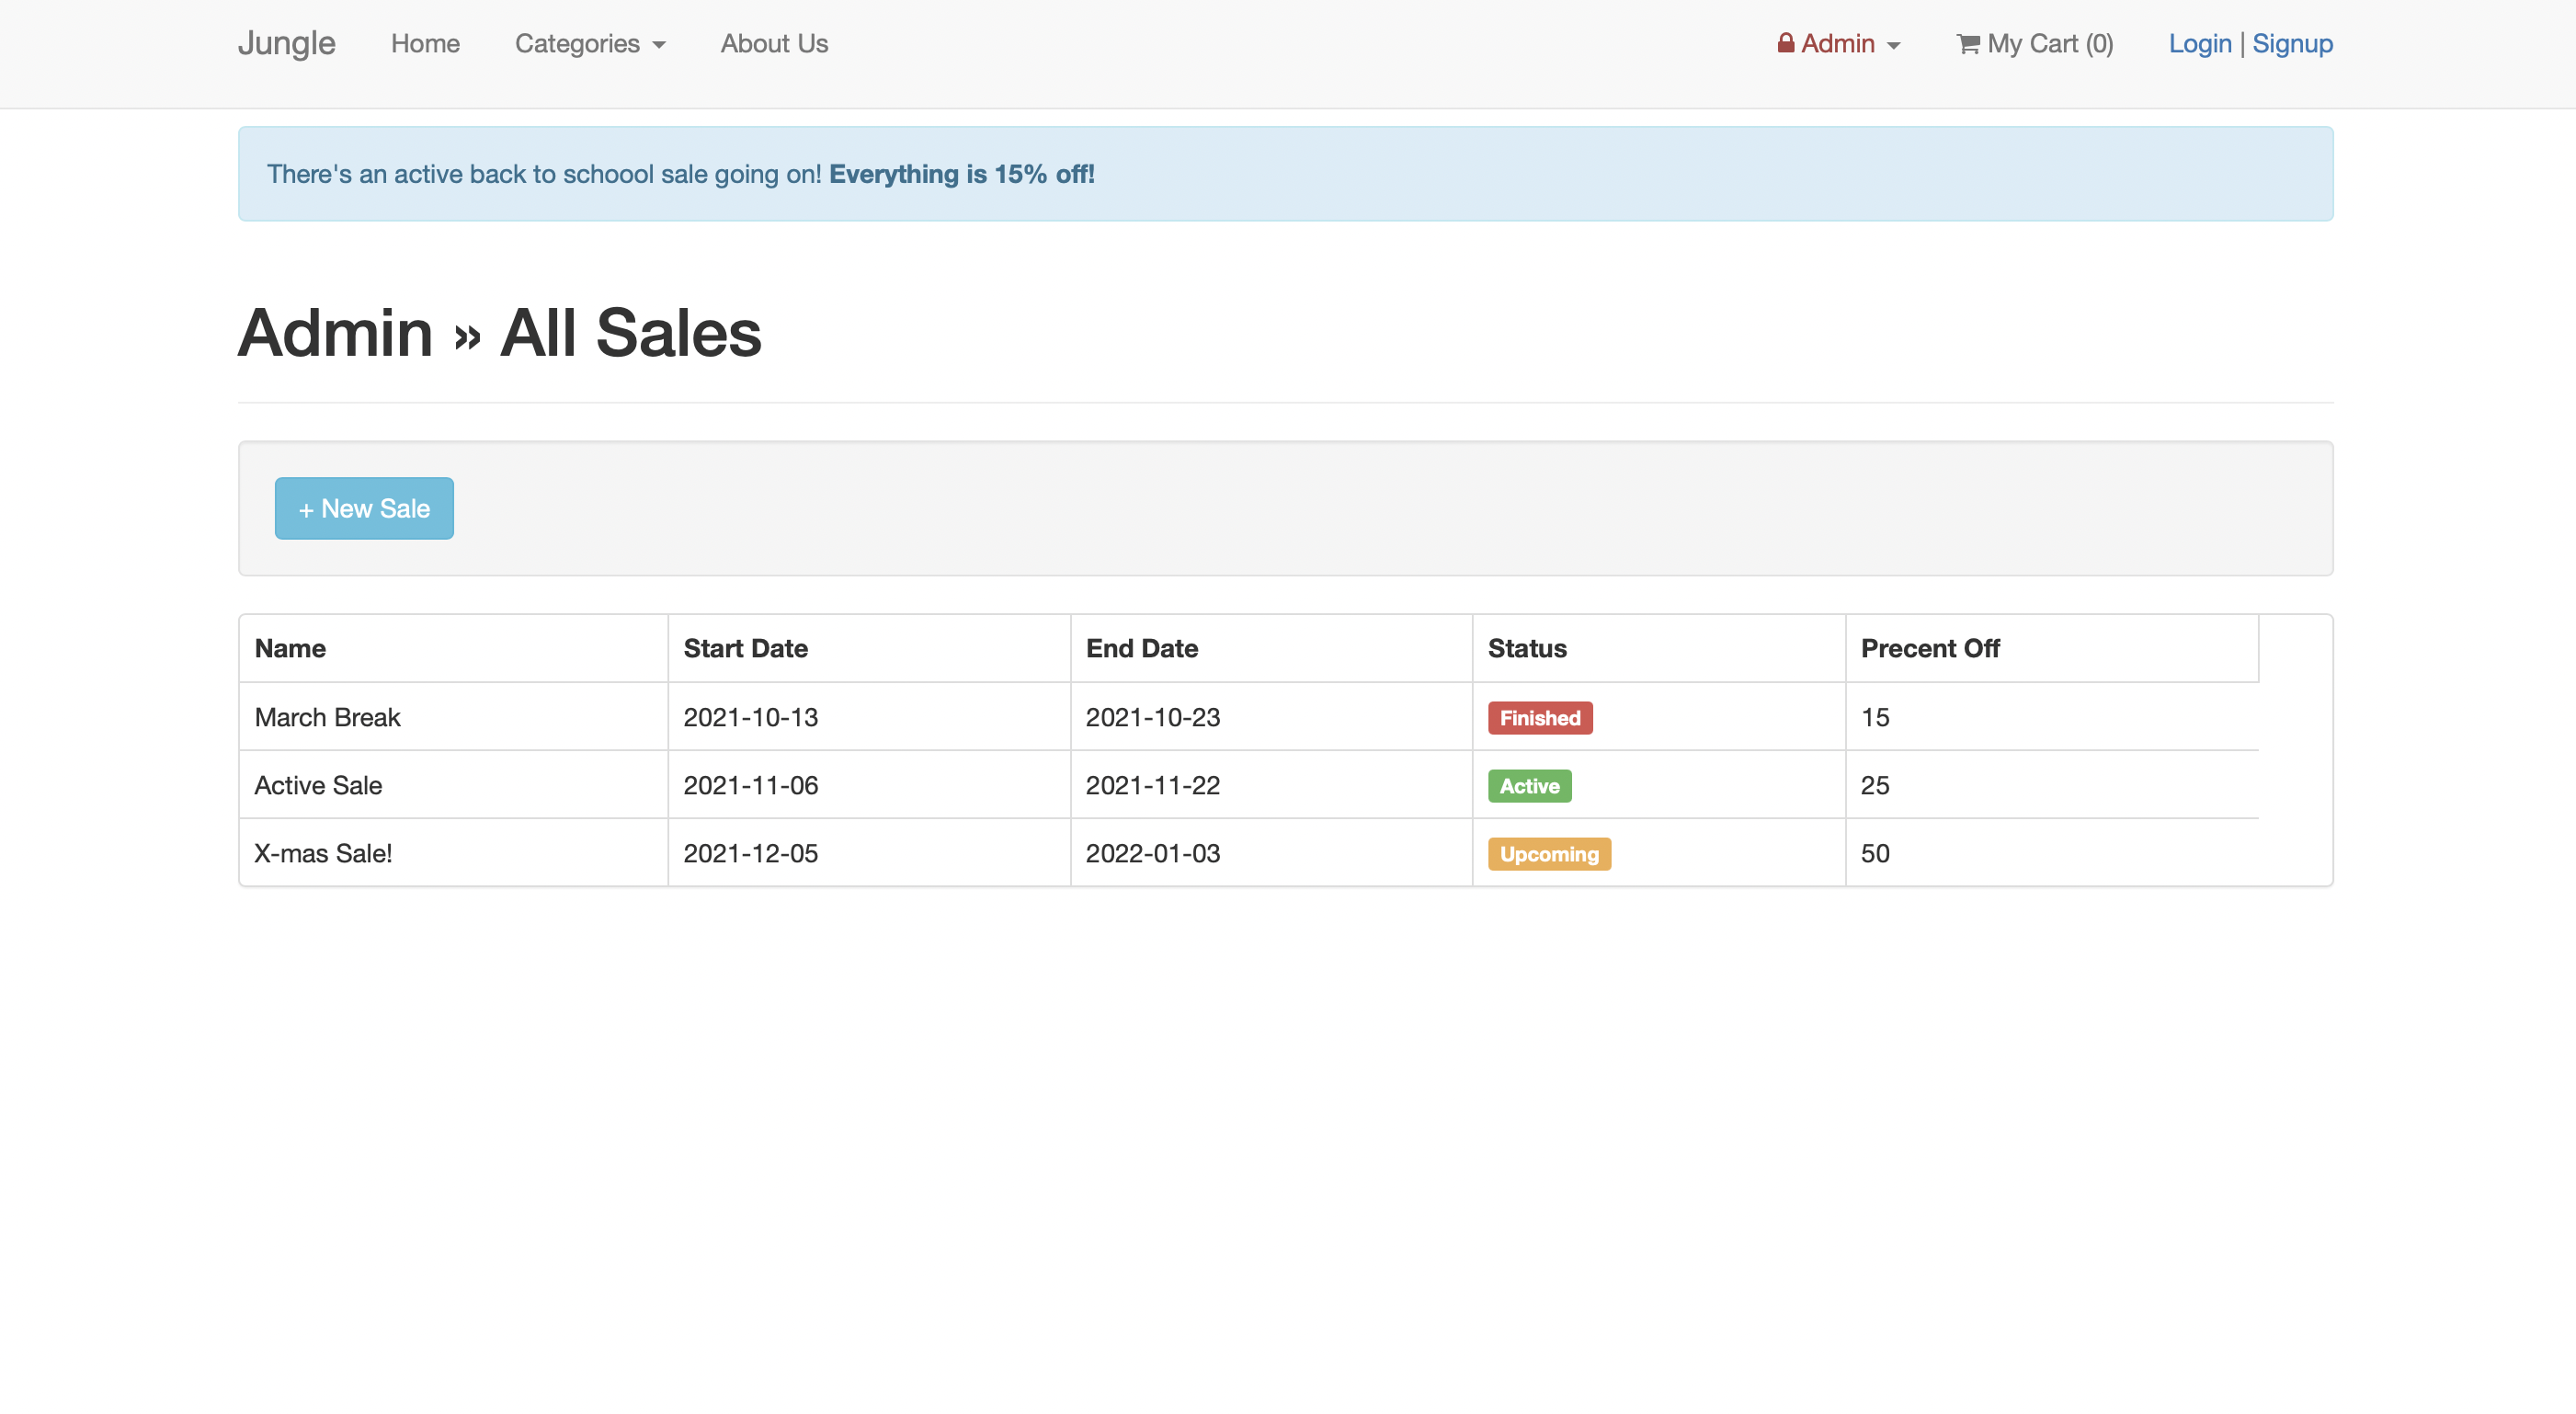 Jungle Home Categories About Us Admin My Cart (0) Login | Signup
There's an active back to schoool sale going on! Everything is 15% off!
Admin » All Sales
+ New Sale
Name Start Date End Date Status Precent Off
March Break 2021-10-13 2021-10-23 Finished 15
Active Sale 2021-11-06 2021-11-22 Active 25
X-mas Sale! 2021-12-05 2022-01-03 Upcoming 50